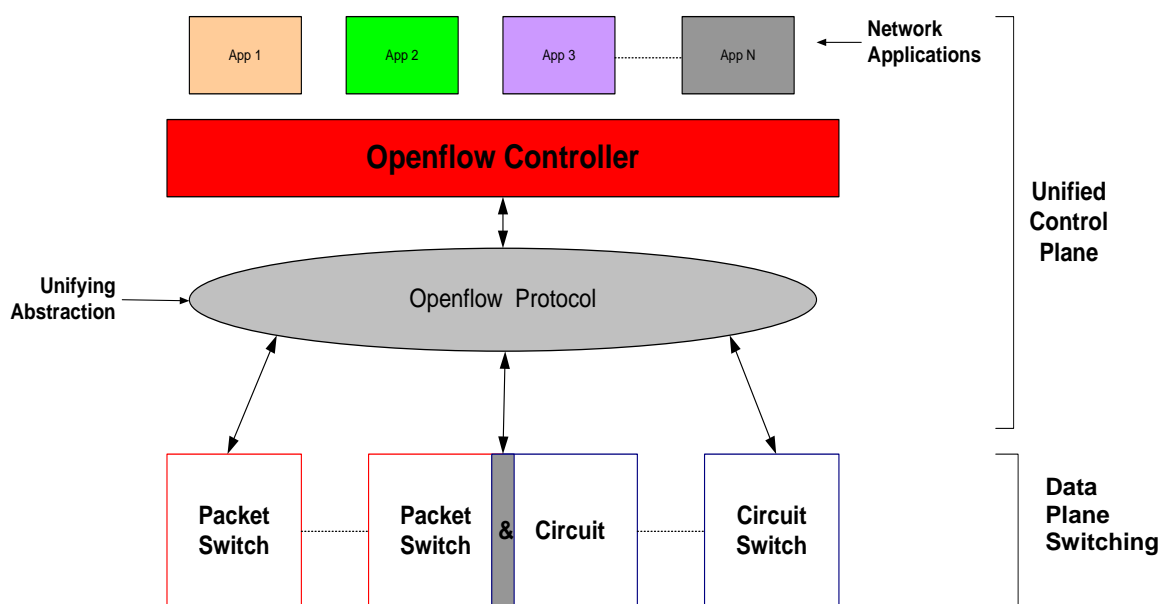 App 1
App 2
App 3
App N
Network
Applications
Openflow Controller
Unified
Control
Plane
Unifying
Abstraction
Openflow Protocol
Packet
Switch
Packet
Switch
&
Circuit
Circuit
Switch
Data
Plane
Switching